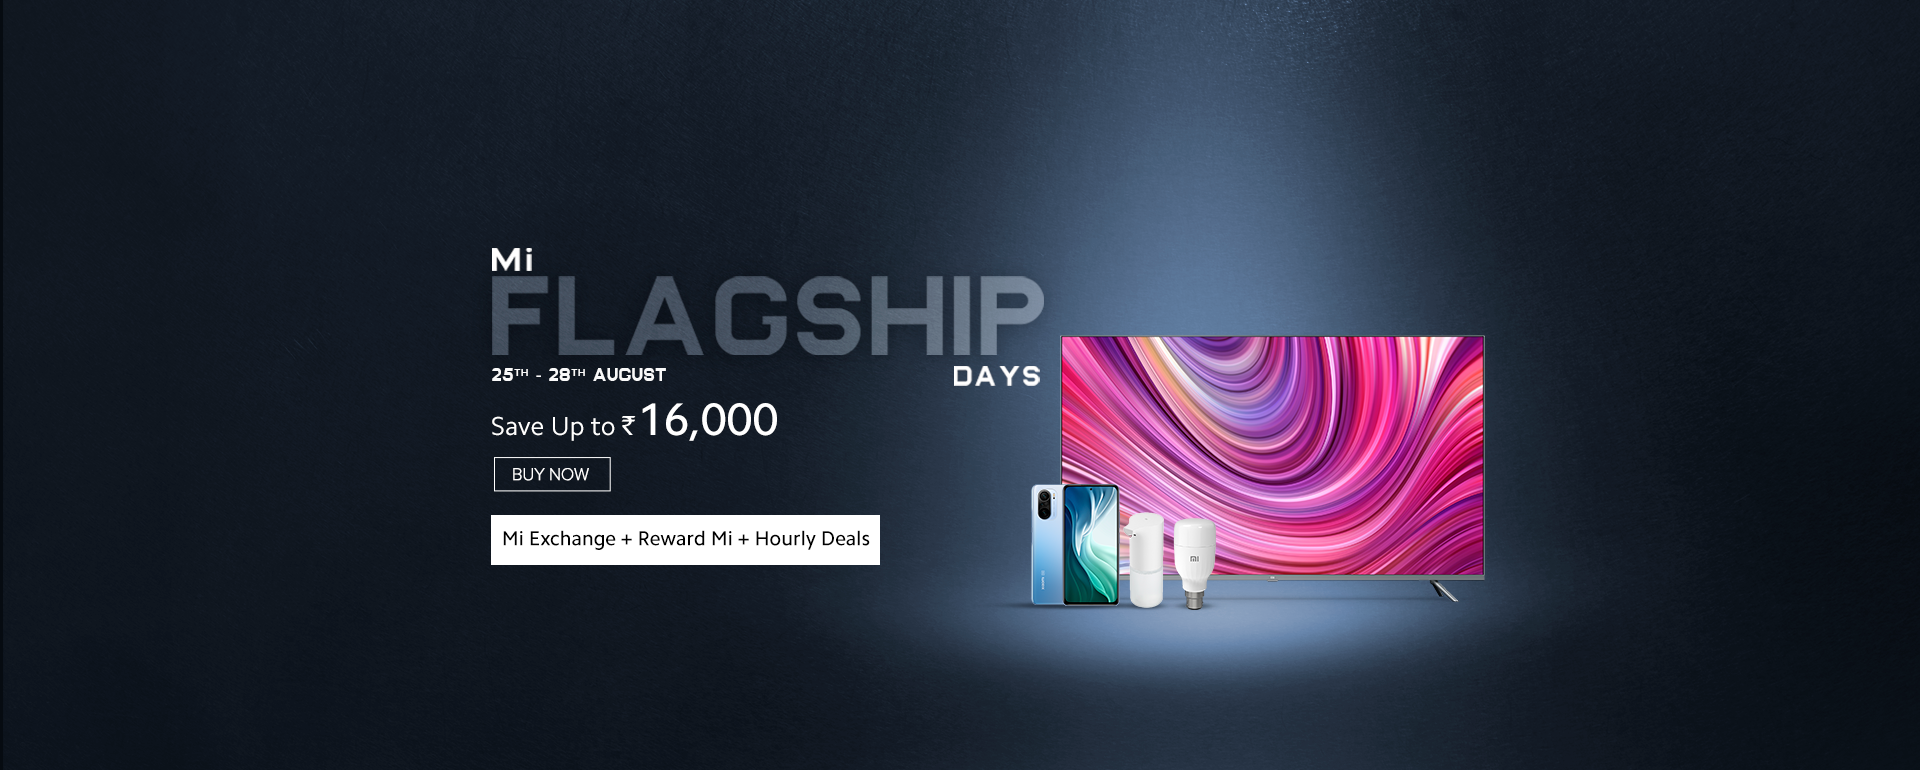 Mi
FLAGSHIP
DAYS
25TH - 28TH AUGUST
Save Up to ₹16,000
BUY NOW
Mi Exchange + Reward Mi + Hourly Deals